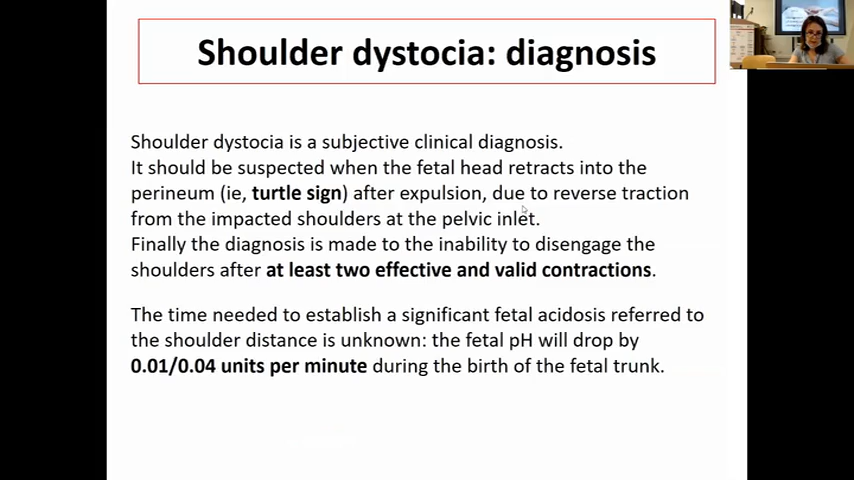 Shoulder dystocia: diagnosis
Shoulder dystocia is a subjective clinical diagnosis.
It should be suspected when the fetal head retracts into the
perineum (ie, turtle sign) after expulsion, due to reverse traction
from the impacted shoulders at the pelvic inlet.
Finally the diagnosis is made to the inability to disengage the
shoulders after at least two effective and valid contractions.
The time needed to establish a significant fetal acidosis referred to
the shoulder distance is unknown: the fetal pH will drop by
0.01/0.04 units per minute during the birth of the fetal trunk.